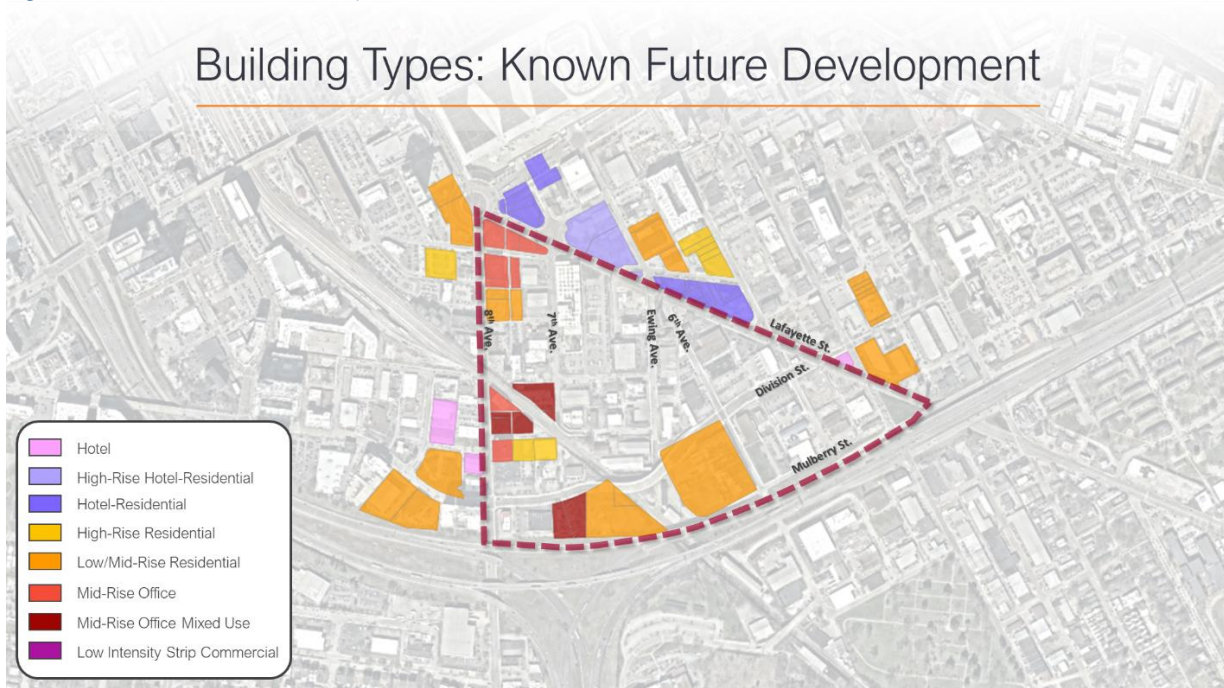 Building Types: Known Future Development
8th Ave.
7th Ave.
Ewing Ave.
6th Ave.
Lafayette St.
Division St.
Mulberry St.
Hotel
High-Rise Hotel-Residential
Hotel-Residential
High-Rise Residential
Low/Mid-Rise Residential
Mid-Rise Office
Mid-Rise Office Mixed Use
Low Intensity Strip Commercial